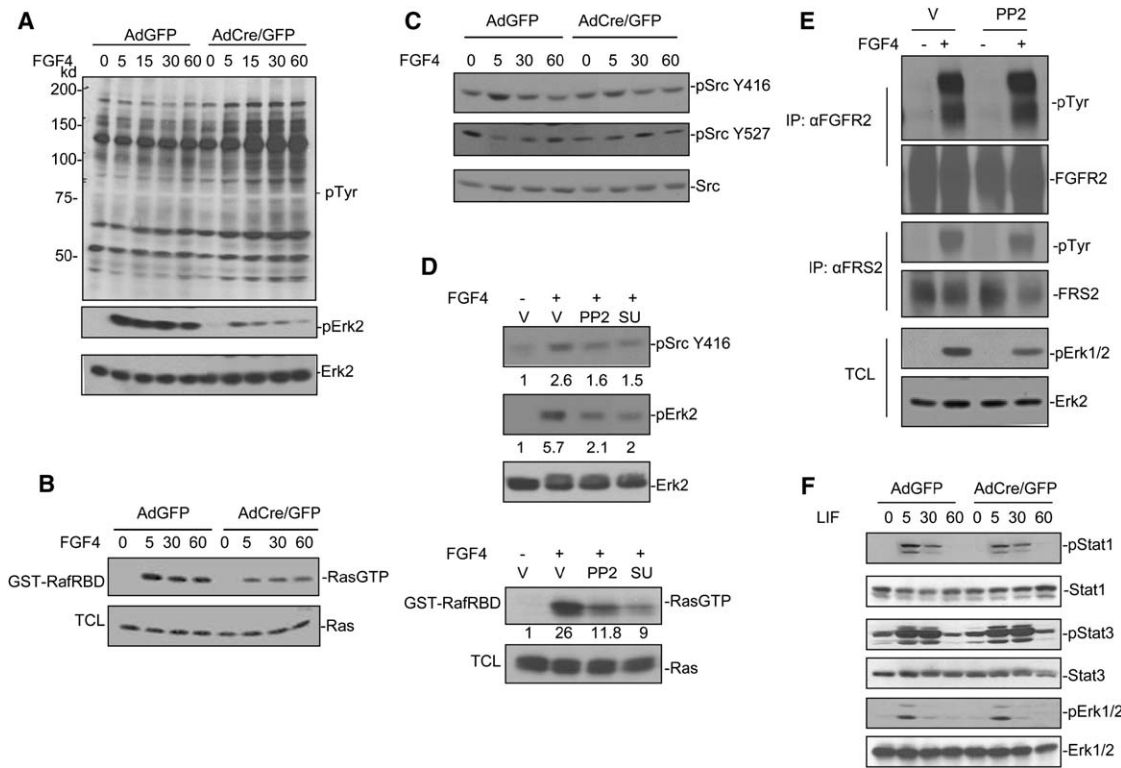 A
AdGFP AdCre/GFP
FGF4 0 5 15 30 60 0 5 15 30 60
kd
200-
150-
100-
75-
50-
-pTyr
-pErk2
Erk2
B
AdGFP AdCre/GFP
FGF4 0 5 30 60 0 5 30 60
GST-RafRBD -RasGTP
TCL -Ras
C
AdGFP AdCre/GFP
FGF4 0 5 30 60 0 5 30 60
-pSrc Y416
-pSrc Y527
-Src
D
FGF4 - + + +
V V PP2 SU
-pSrc Y416
1 2.6 1.6 1.5
-pErk2
1 5.7 2.1 2
-Erk2
FGF4 - + + +
V V PP2 SU
GST-RafRBD -RasGTP
1 26 11.8 9
TCL -Ras
E
V PP2
FGF4 - + - +
IP: αFGFR2
-pTyr
-FGFR2
IP: αFRS2
-pTyr
-FRS2
TCL
-pErk1/2
-Erk2
F
AdGFP AdCre/GFP
LIF 0 5 30 60 0 5 30 60
-pStat1
-Stat1
-pStat3
-Stat3
-pErk1/2
-Erk1/2